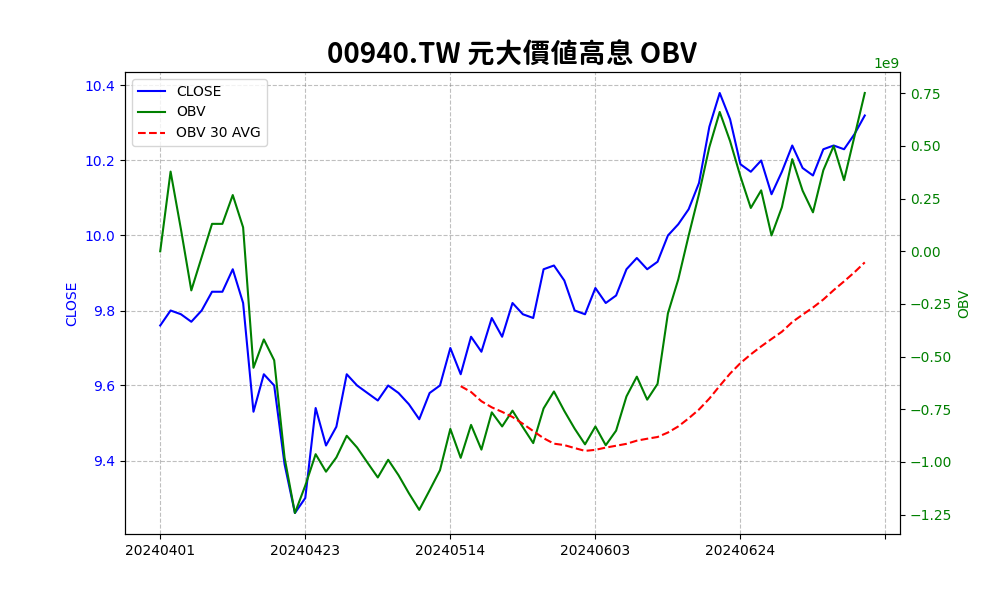 00940.TW 元大價值高息 OBV
1e9
CLOSE
OBV
OBV 30 AVG
10.4
10.2
10.0
9.8
9.6
9.4
CLOSE
0.75
0.50
0.25
0.00
−0.25
−0.50
−0.75
−1.00
−1.25
OBV
20240401
20240423
20240514
20240603
20240624